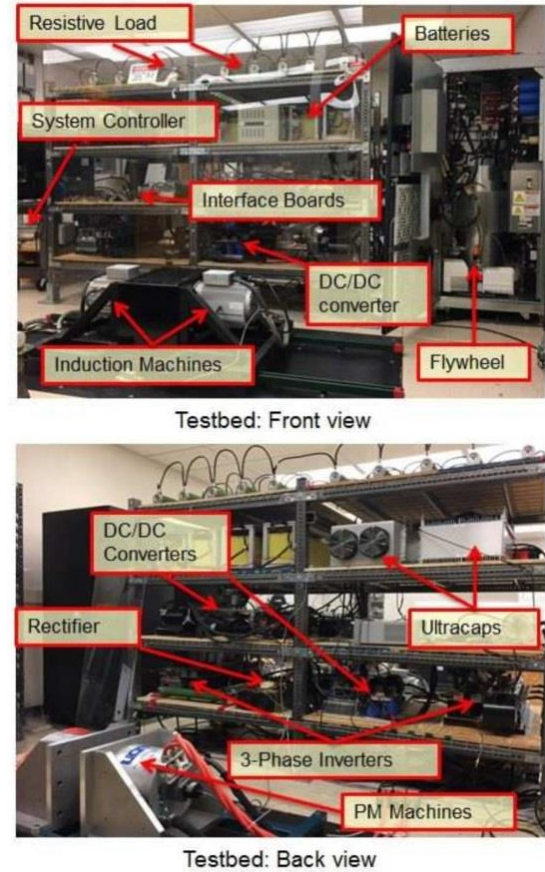 Resistive Load
Batteries
System Controller
Interface Boards
DC/DC
converter
Induction Machines
Flywheel
Testbed: Front view
DC/DC
Converters
Rectifier
Ultracaps
3-Phase Inverters
PM Machines
Testbed: Back view